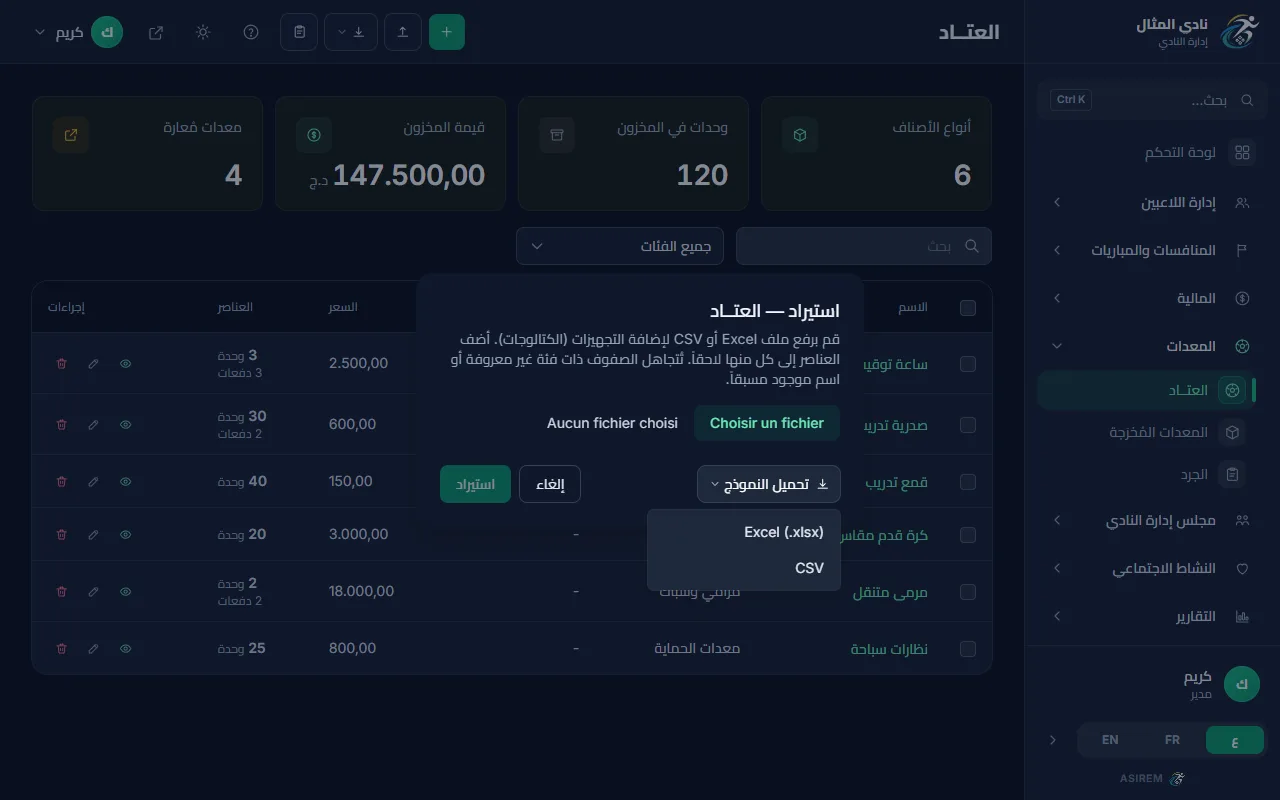 نادي المثال
إدارة النادي
بحث...
Ctrl K
لوحة التحكم
إدارة اللاعبين
المنافسات والمباريات
المالية
المعدات
العتـاد
المعدات المُخرجة
الجرد
مجلس إدارة النادي
النشاط الاجتماعي
التقارير
ك
كريم
مدير
ع
FR
EN
ASIREM
العتـاد
ك
كريم
أنواع الأصناف
6
وحدات في المخزون
120
قيمة المخزون
147.500,00 د.ج
معدات مُعارة
4
بحث
جميع الفئات
الاسم
السعر
العناصر
إجراءات
استيراد — العتـاد
قم برفع ملف Excel أو CSV لإضافة التجهيزات (الكتالوجات). أضف
العناصر إلى كل منها لاحقاً. تُتجاهل الصفوف ذات فئة غير معروفة أو
اسم موجود مسبقاً.
Choisir un fichier
Aucun fichier choisi
تحميل النموذج
إلغاء
استيراد
Excel (.xlsx)
CSV
ساعة
2.500,00
3 وحدة
3 دفعات
صدرية
600,00
30 وحدة
2 دفعات
قمع تدريب
150,00
40 وحدة
كرة قدم مقاس
-
3.000,00
20 وحدة
مرمى متنقل
مرامي وشباك
-
18.000,00
2 وحدة
2 دفعات
نظارات سباحة
معدات الحماية
-
800,00
25 وحدة